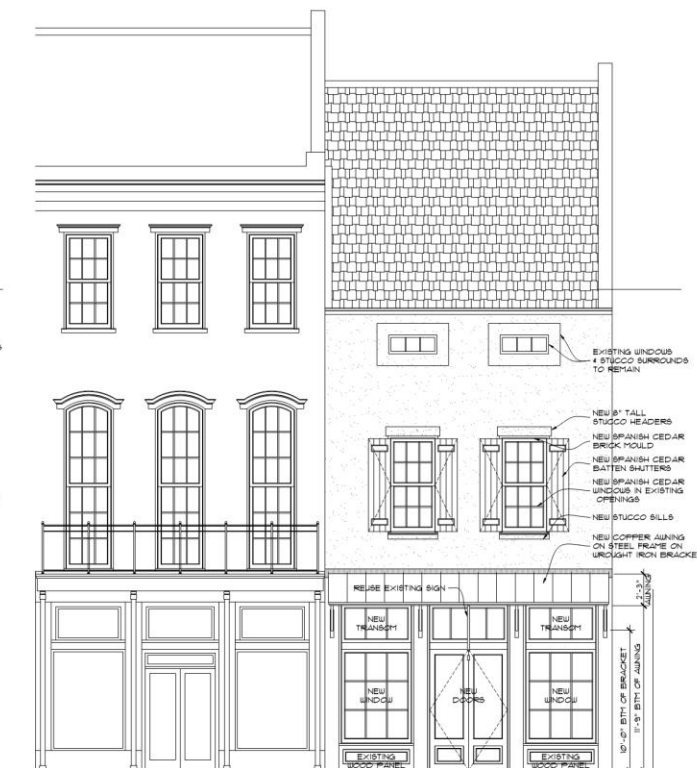 EXISTING WINDOWS
& STUCCO SURROUNDS
TO REMAIN
NEW 8" TALL
STUCCO HEADERS
NEW SPANISH CEDAR
BRICK MOULD
NEW SPANISH CEDAR
BATTEN SHUTTERS
NEW SPANISH CEDAR
WINDOWS IN EXISTING
OPENINGS
NEW STUCCO SILLS
NEW COPPER AWNING
ON STEEL FRAME ON
WROUGHT IRON BRACKE
REUSE EXISTING SIGN
2'-3"
AWNING
NEW
TRANSOM
NEW
TRANSOM
NEW
WINDOW
NEW
DOORS
NEW
WINDOW
10'-0" BTM OF BRACKET
11'-9" BTM OF AWNING
EXISTING
WOOD PANEL
EXISTING
WOOD PANEL